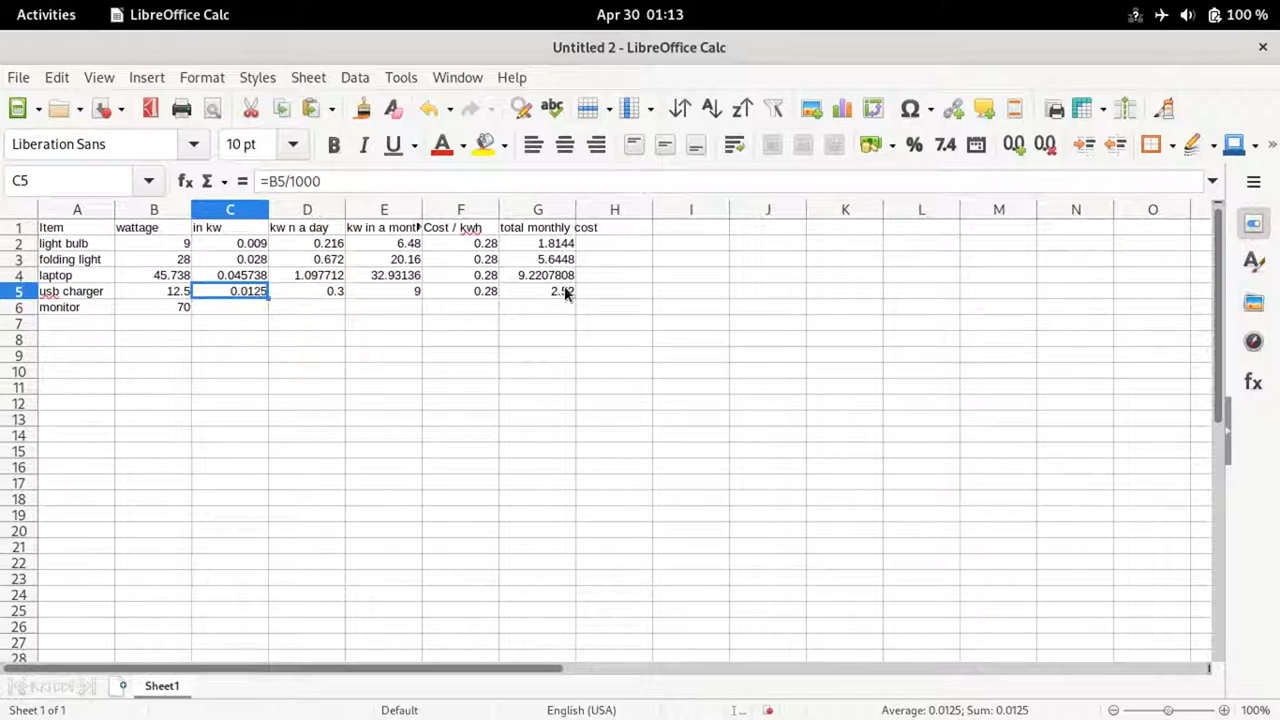 Activities LibreOffice Calc Apr 30 01:13 100 %
Untitled 2 - LibreOffice Calc
File Edit View Insert Format Styles Sheet Data Tools Window Help
Liberation Sans 10 pt
C5 =B5/1000
A B C D E F G H I J K L M N O
1 Item wattage in kw kw n a day kw in a mont Cost / kwh total monthly cost
2 light bulb 9 0.009 0.216 6.48 0.28 1.8144
3 folding light 28 0.028 0.672 20.16 0.28 5.6448
4 laptop 45.738 0.045738 1.097712 32.93136 0.28 9.2207808
5 usb charger 12.5 0.0125 0.3 9 0.28 2.52
6 monitor 70
7
8
9
10
11
12
13
14
15
16
17
18
19
20
21
22
23
24
25
26
27
28
Sheet1
Sheet 1 of 1 Default English (USA) Average: 0.0125; Sum: 0.0125 100%